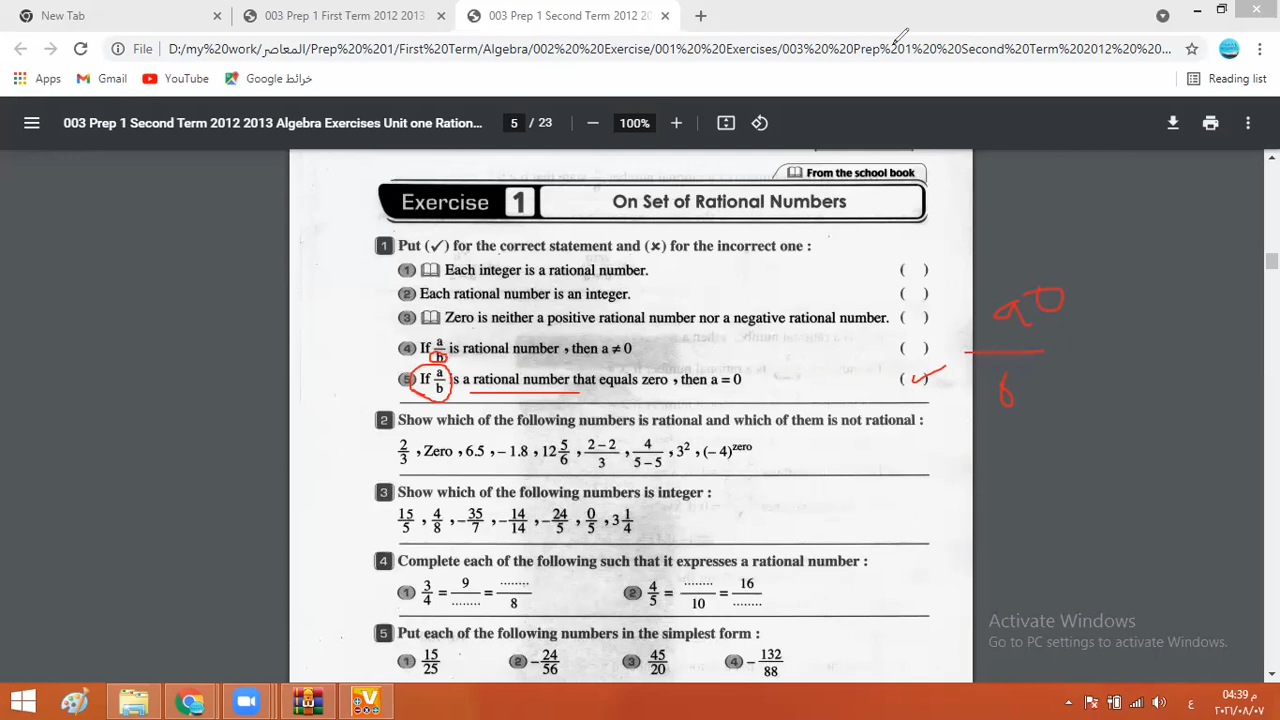 New Tab
003 Prep 1 First Term 2012 2013
003 Prep 1 Second Term 2012 20
File
D:/my%20work/المعاصر/Prep%20%201/First%20Term/Algebra/002%20%20Exercise/001%20%20Exercises/003%20%20Prep%201%20%20Second%20Term%202012%20%20...
Apps
Gmail
YouTube
خرائط Google
Reading list
003 Prep 1 Second Term 2012 2013 Algebra Exercises Unit one Ration...
5 / 23
100%
From the school book
Exercise 1 On Set of Rational Numbers
1 Put (✓) for the correct statement and (×) for the incorrect one :
1 Each integer is a rational number. ( )
2 Each rational number is an integer. ( )
3 Zero is neither a positive rational number nor a negative rational number. ( )
4 If a/b is rational number , then a ≠ 0 ( )
5 If a/b is a rational number that equals zero , then a = 0 (✓)
2 Show which of the following numbers is rational and which of them is not rational :
2/3 , Zero , 6.5 , – 1.8 , 12 5/6 , 2 – 2/3 , 4/5 – 5 , 3² , (– 4)^zero
3 Show which of the following numbers is integer :
15/5 , 4/8 , – 35/7 , – 14/14 , – 24/5 , 0/5 , 3 1/4
4 Complete each of the following such that it expresses a rational number :
1 3/4 = 9/........ = ......../8 2 4/5 = ......../10 = 16/........
5 Put each of the following numbers in the simplest form :
1 15/25 2 – 24/56 3 45/20 4 – 132/88
Activate Windows
Go to PC settings to activate Windows.
ع
04:39 م
٢٠٢١/٠٨/٠٧